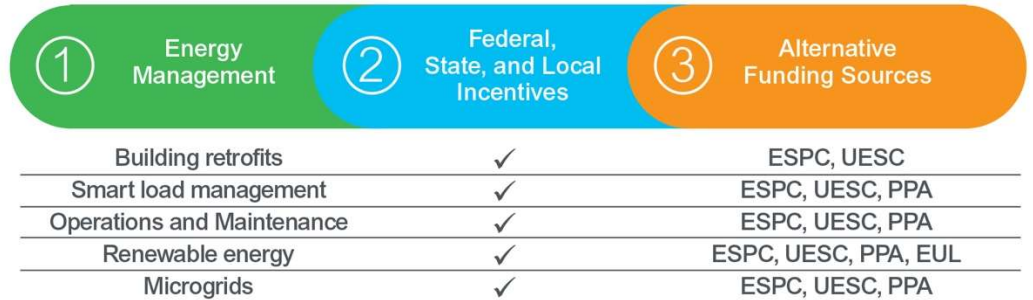 1 Energy Management
2 Federal, State, and Local Incentives
3 Alternative Funding Sources
Building retrofits ✓ ESPC, UESC
Smart load management ✓ ESPC, UESC, PPA
Operations and Maintenance ✓ ESPC, UESC, PPA
Renewable energy ✓ ESPC, UESC, PPA, EUL
Microgrids ✓ ESPC, UESC, PPA